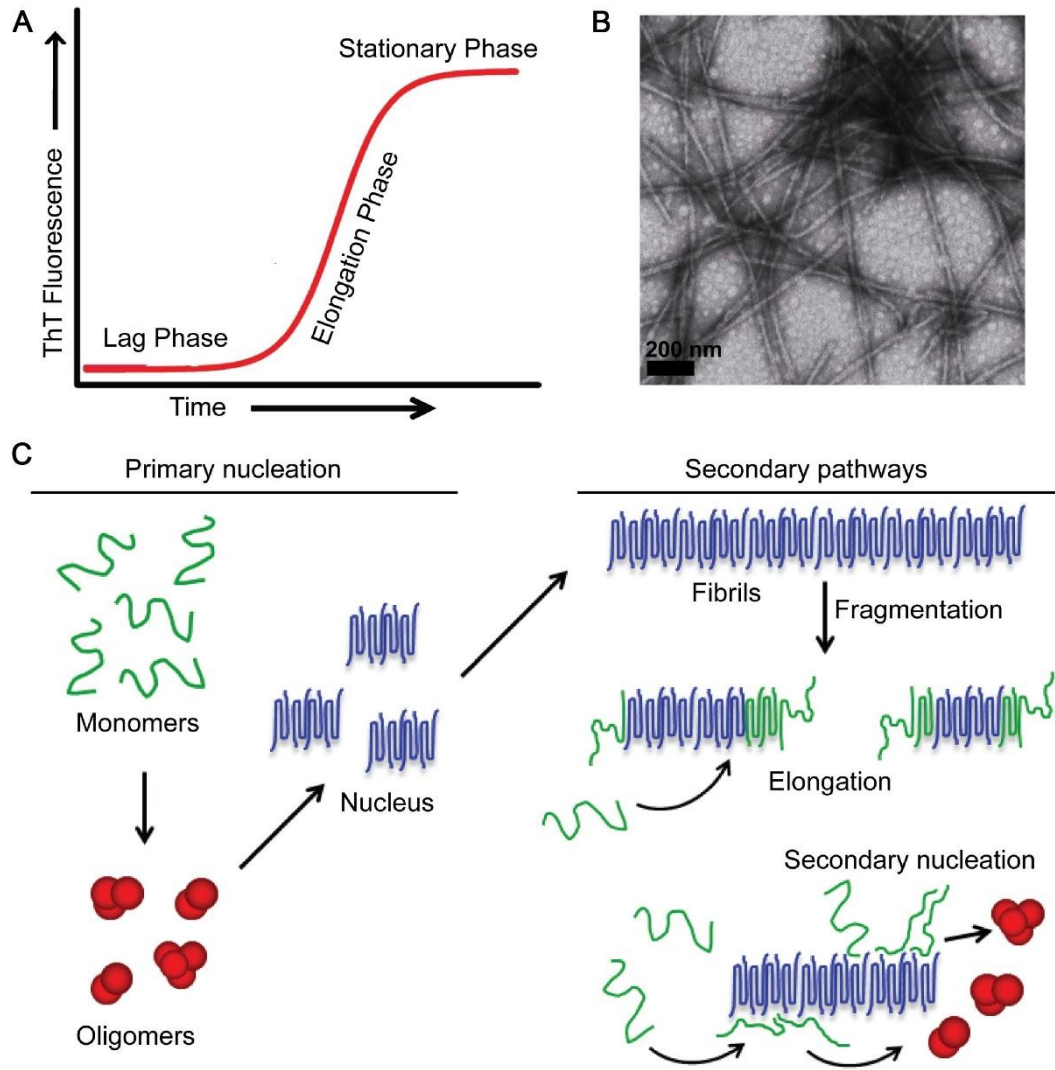 A
ThT Fluorescence
Lag Phase
Elongation Phase
Stationary Phase
Time
B
200 nm
C
Primary nucleation
Monomers
Oligomers
Nucleus
Secondary pathways
Fibrils
Fragmentation
Elongation
Secondary nucleation